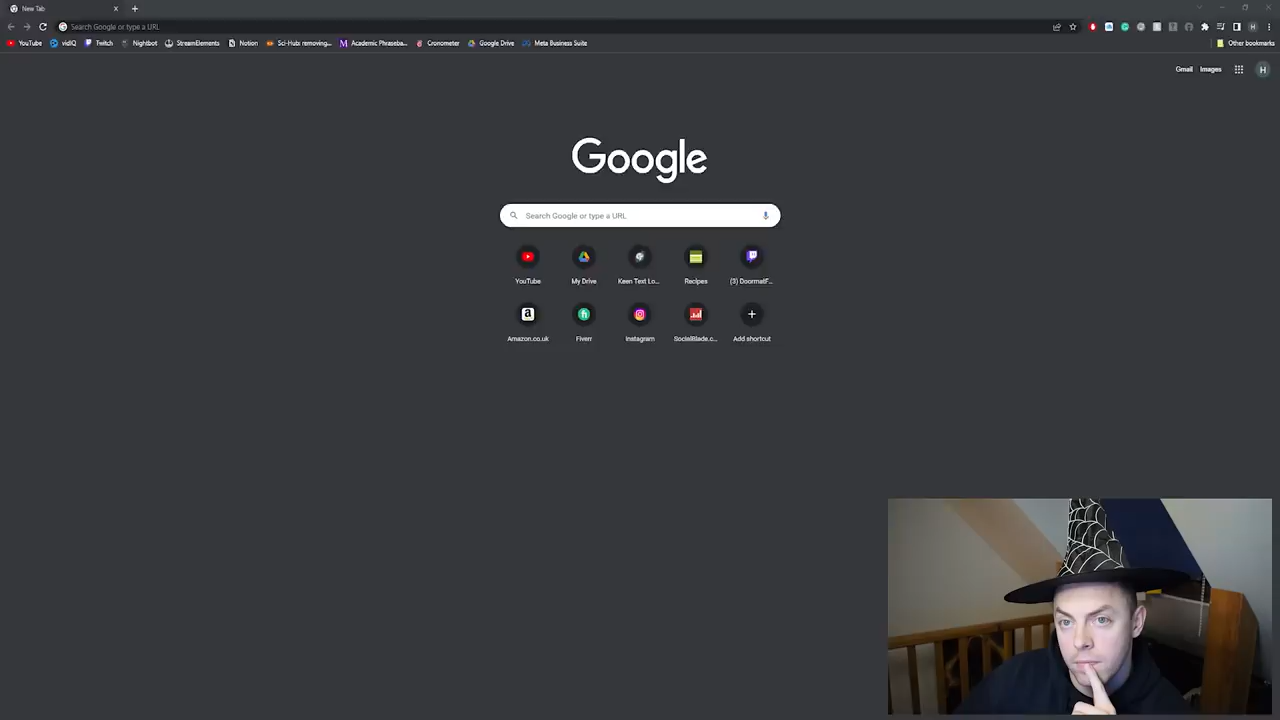 New Tab
Search Google or type a URL
YouTube vidIQ Twitch Nightbot StreamElements Notion Sci-Hub: removing... Academic Phraseba... Cronometer Google Drive Meta Business Suite Other bookmarks
Gmail Images H
Google
Search Google or type a URL
YouTube My Drive Keen Text Lo... Recipes (3) DoormatF...
Amazon.co.uk Fiverr Instagram SocialBlade.c... Add shortcut